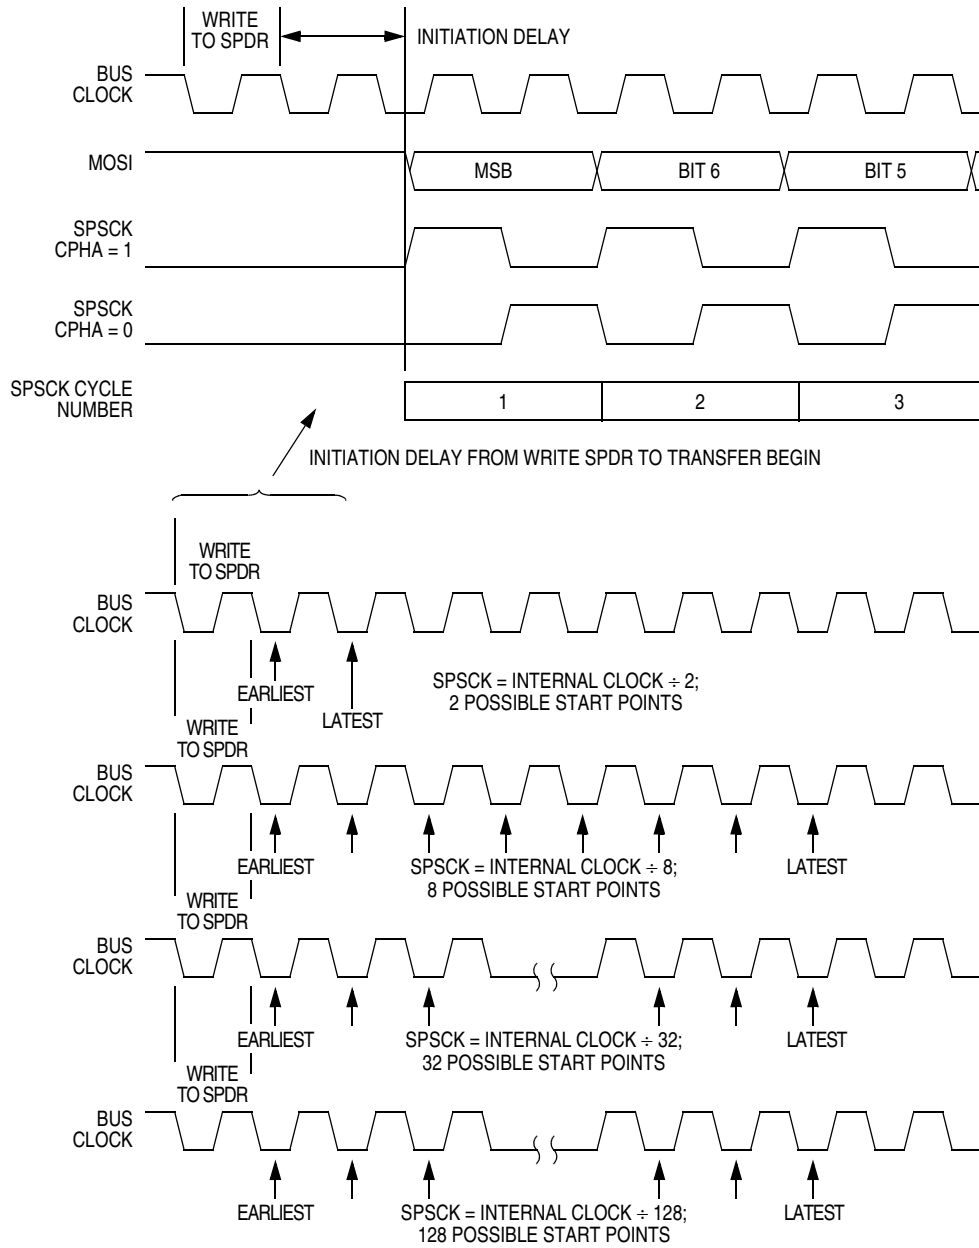 WRITE
TO SPDR
INITIATION DELAY
BUS
CLOCK
MOSI
MSB
BIT 6
BIT 5
SPSCK
CPHA = 1
SPSCK
CPHA = 0
SPSCK CYCLE
NUMBER
1
2
3
INITIATION DELAY FROM WRITE SPDR TO TRANSFER BEGIN
WRITE
TO SPDR
BUS
CLOCK
EARLIEST
LATEST
SPSCK = INTERNAL CLOCK ÷ 2;
2 POSSIBLE START POINTS
WRITE
TO SPDR
BUS
CLOCK
EARLIEST
SPSCK = INTERNAL CLOCK ÷ 8;
8 POSSIBLE START POINTS
LATEST
WRITE
TO SPDR
BUS
CLOCK
EARLIEST
SPSCK = INTERNAL CLOCK ÷ 32;
32 POSSIBLE START POINTS
LATEST
WRITE
TO SPDR
BUS
CLOCK
EARLIEST
SPSCK = INTERNAL CLOCK ÷ 128;
128 POSSIBLE START POINTS
LATEST